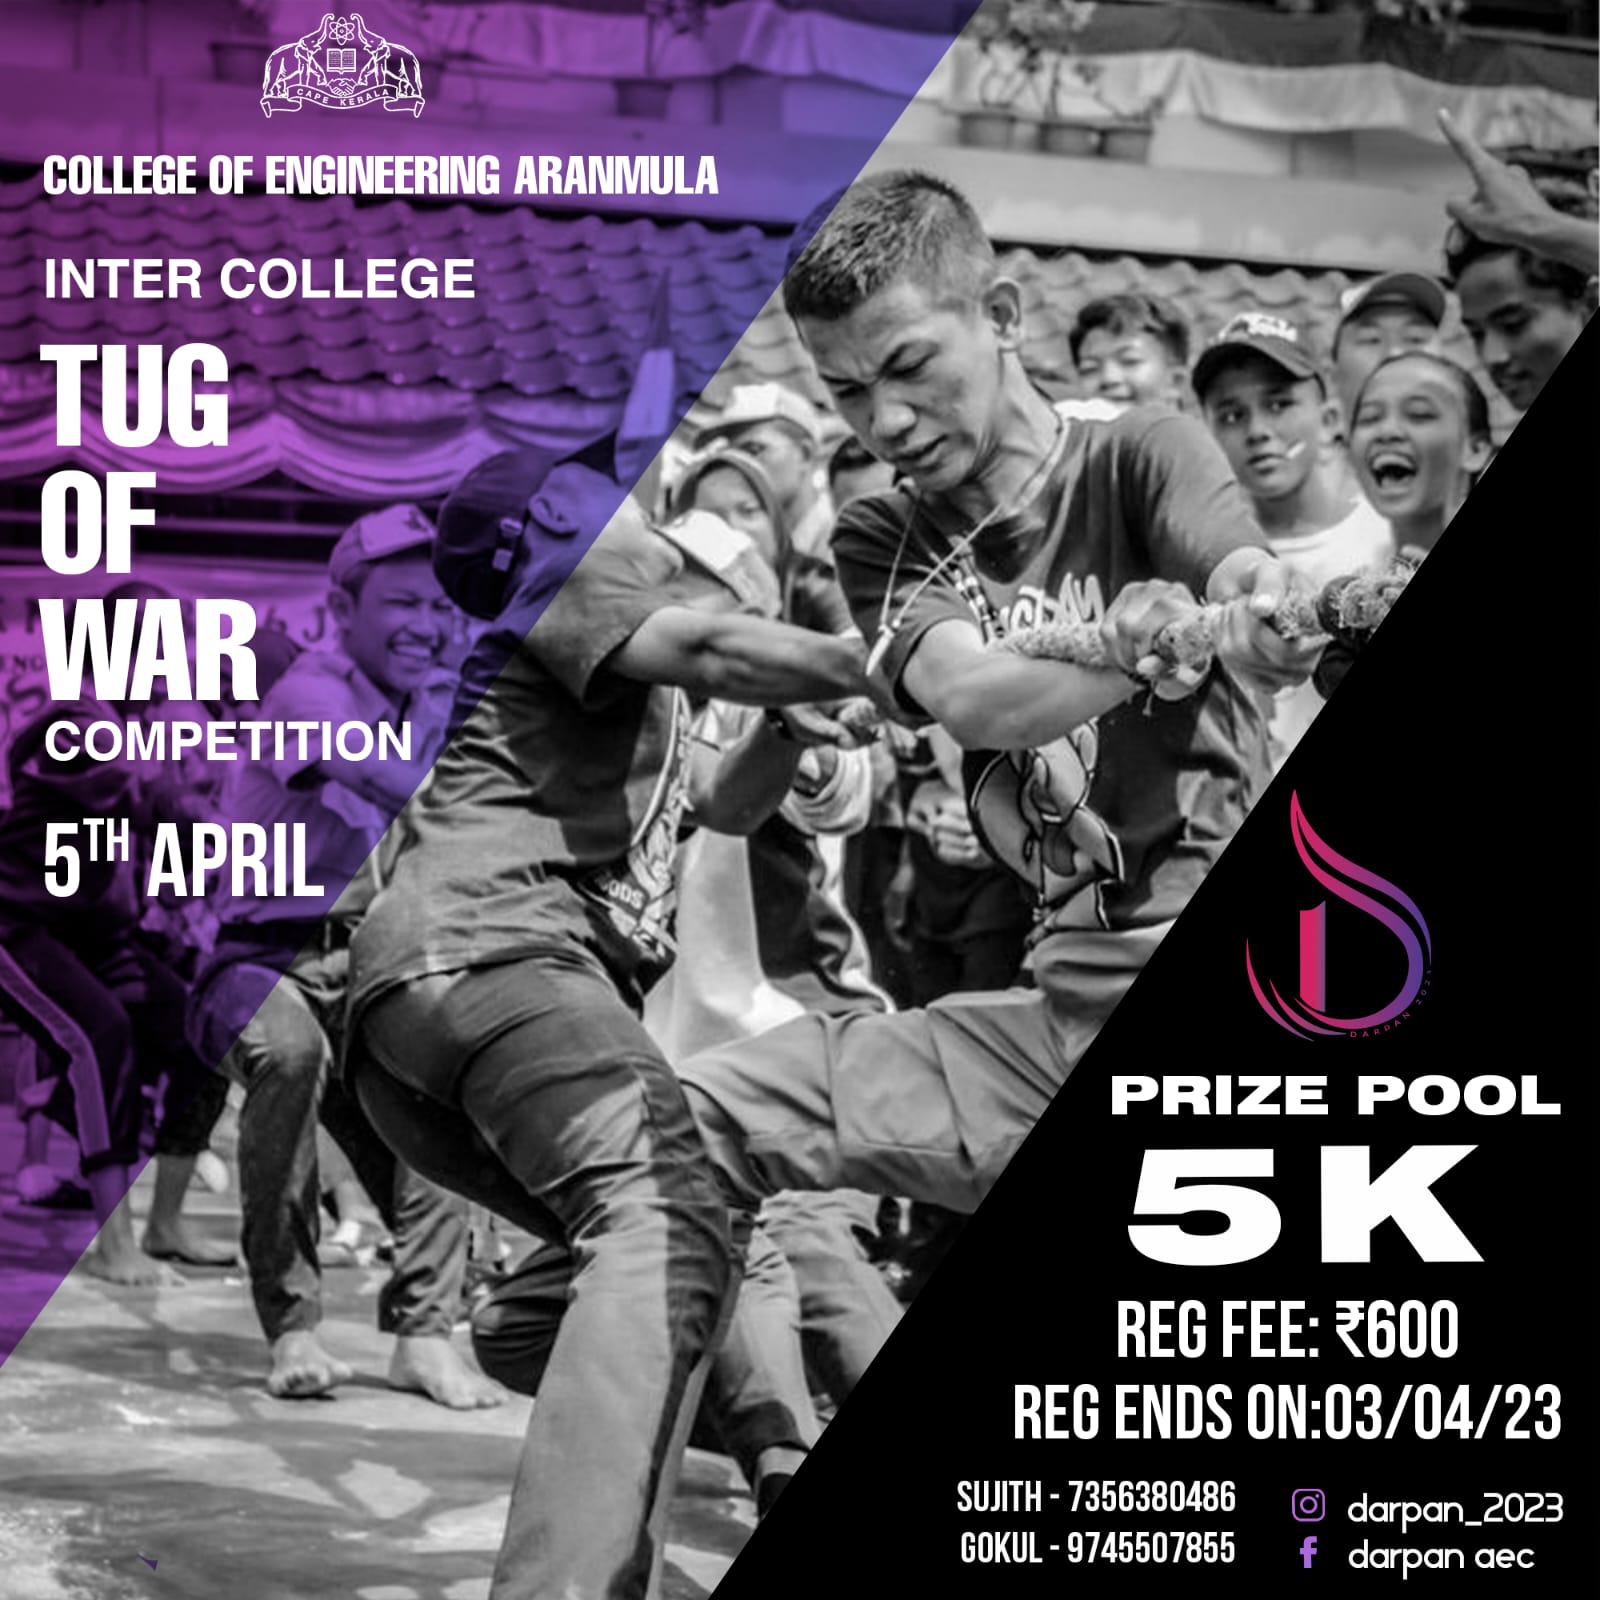 CAPE KERALA
COLLEGE OF ENGINEERING ARANMULA
INTER COLLEGE
TUG
OF
WAR
COMPETITION
5TH APRIL
DARPAN 2023
PRIZE POOL
5K
REG FEE: ₹600
REG ENDS ON:03/04/23
SUJITH - 7356380486
GOKUL - 9745507855
darpan_2023
darpan aec